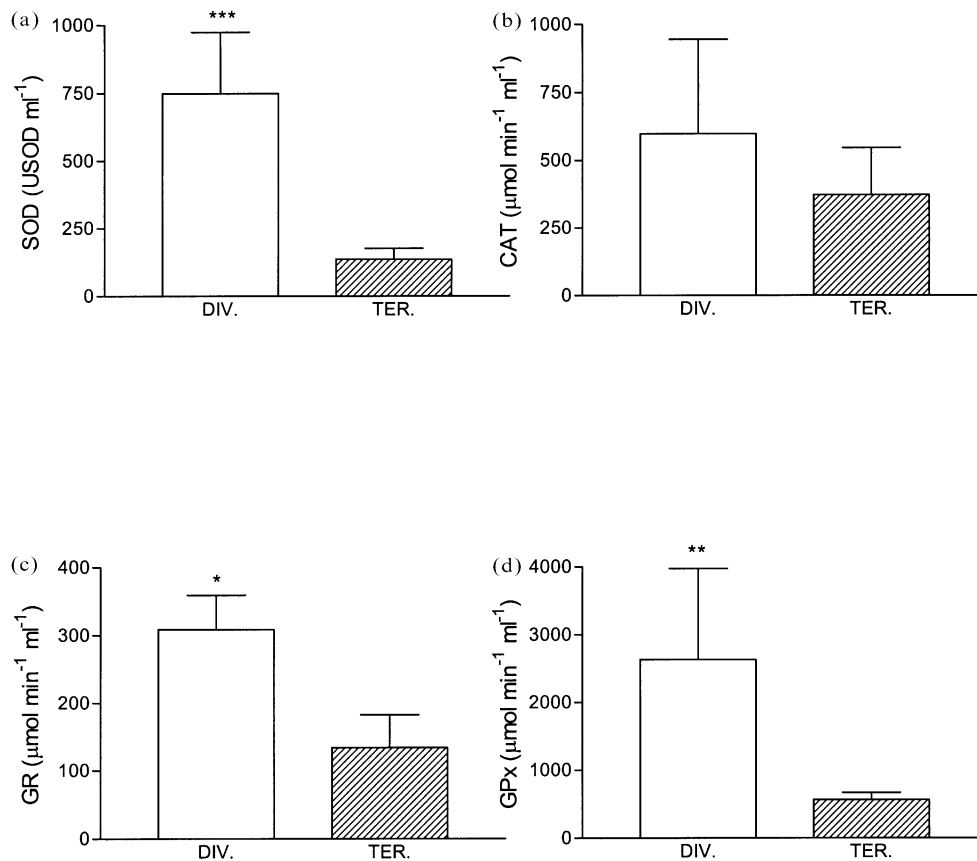 (a)
***
1000
750
500
250
0
SOD (USOD ml⁻¹)
DIV.
TER.
(b)
1000
750
500
250
0
CAT (μmol min⁻¹ ml⁻¹)
DIV.
TER.
(c)
*
400
300
200
100
0
GR (μmol min⁻¹ ml⁻¹)
DIV.
TER.
(d)
**
4000
3000
2000
1000
0
GPx (μmol min⁻¹ ml⁻¹)
DIV.
TER.